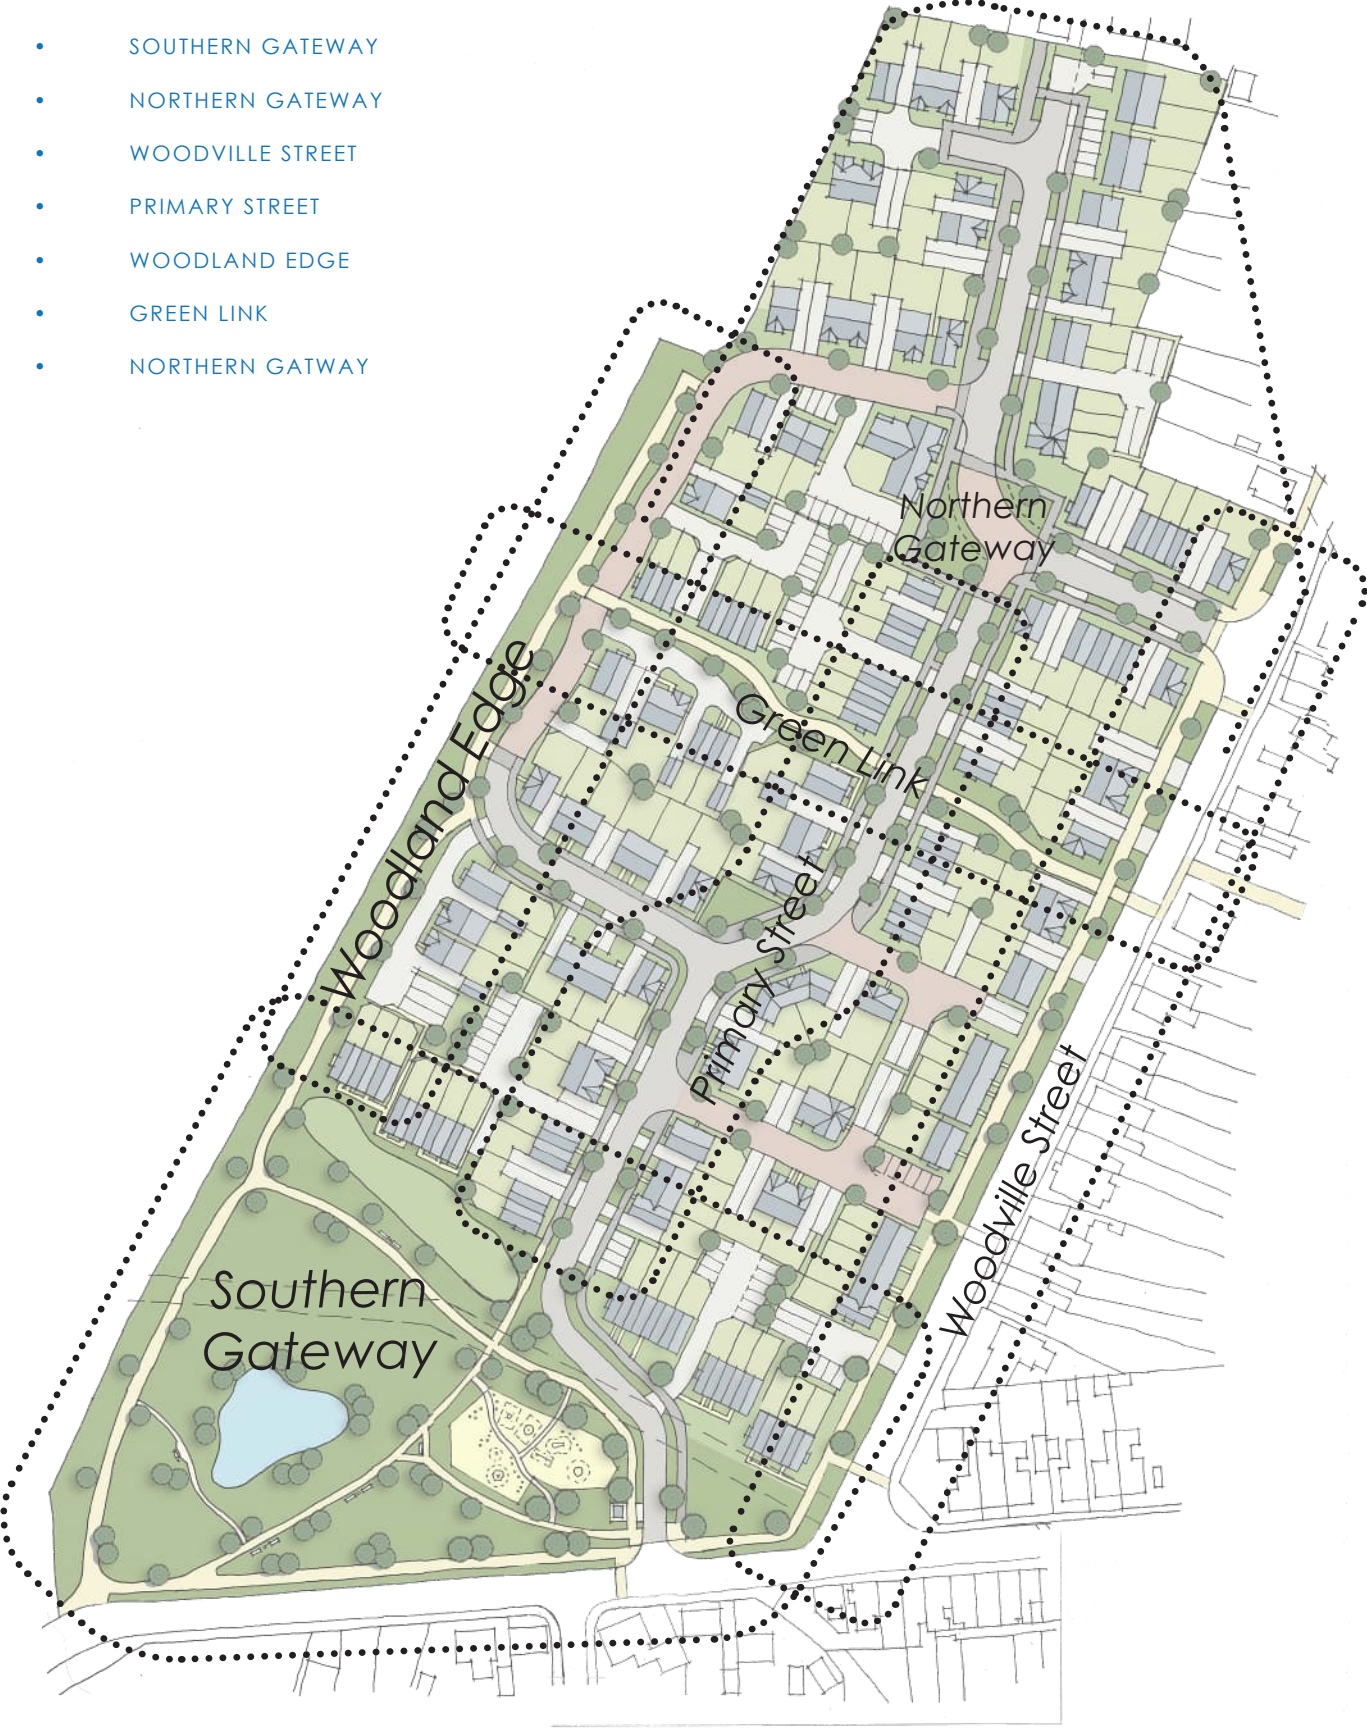 • SOUTHERN GATEWAY
• NORTHERN GATEWAY
• WOODVILLE STREET
• PRIMARY STREET
• WOODLAND EDGE
• GREEN LINK
• NORTHERN GATWAY
Northern
Gateway
Woodland Edge
Green Link
Primary Street
Woodville Street
Southern
Gateway